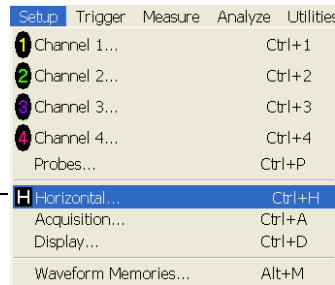 Setup Trigger Measure Analyze Utilities
1 Channel 1... Ctrl+1
2 Channel 2... Ctrl+2
3 Channel 3... Ctrl+3
4 Channel 4... Ctrl+4
Probes... Ctrl+P
H Horizontal... Ctrl+H
Acquisition... Ctrl+A
Display... Ctrl+D
Waveform Memories... Alt+M